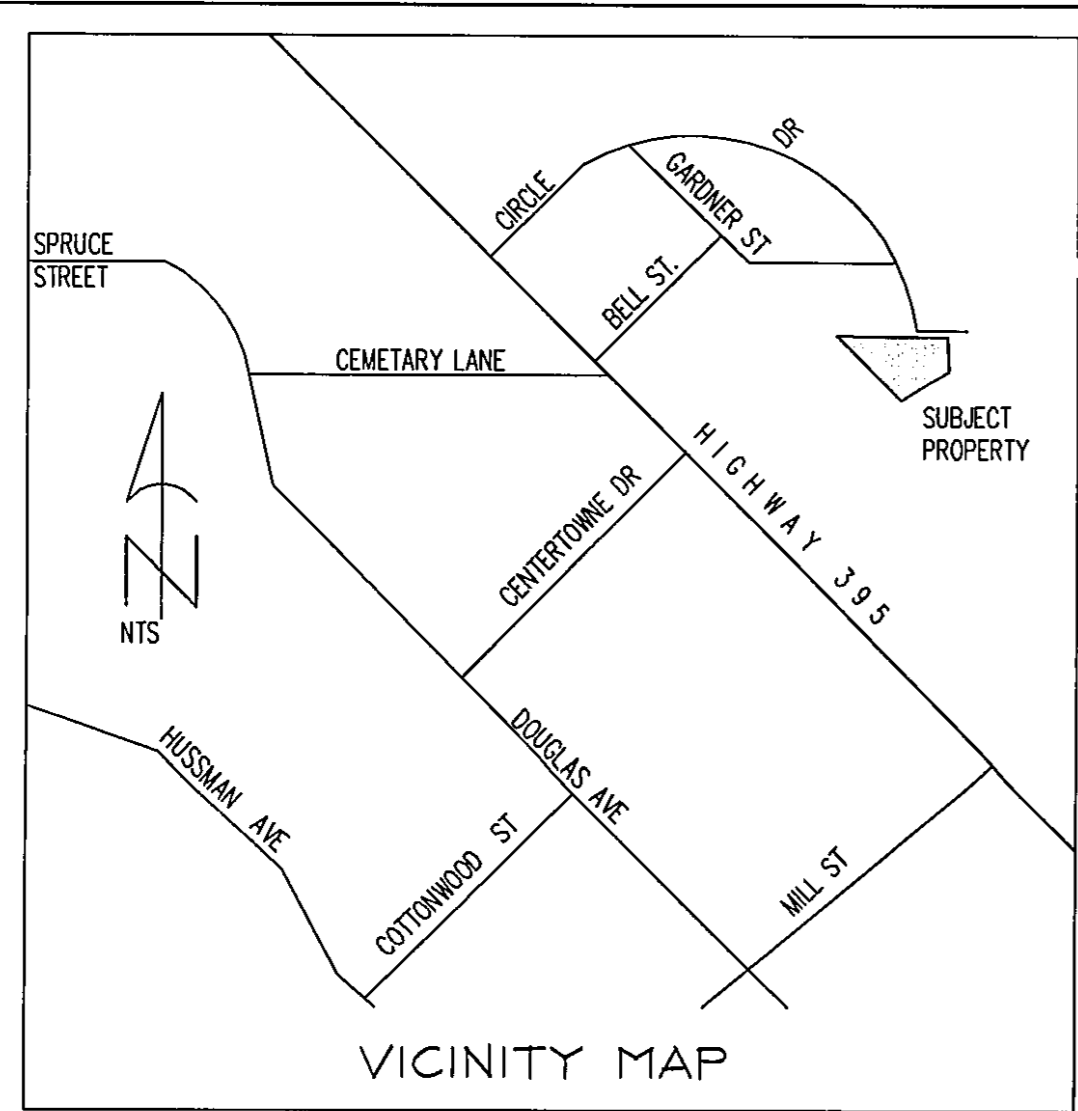 DR
CIRCLE
GARDNER ST
SPRUCE
STREET
BELL ST.
CEMETARY LANE
SUBJECT
PROPERTY
HIGHWAY 395
CENTERTOWNE DR
NTS
DOUGLAS AVE
HUSSMAN AVE
COTTONWOOD ST
MILL ST
VICINITY MAP